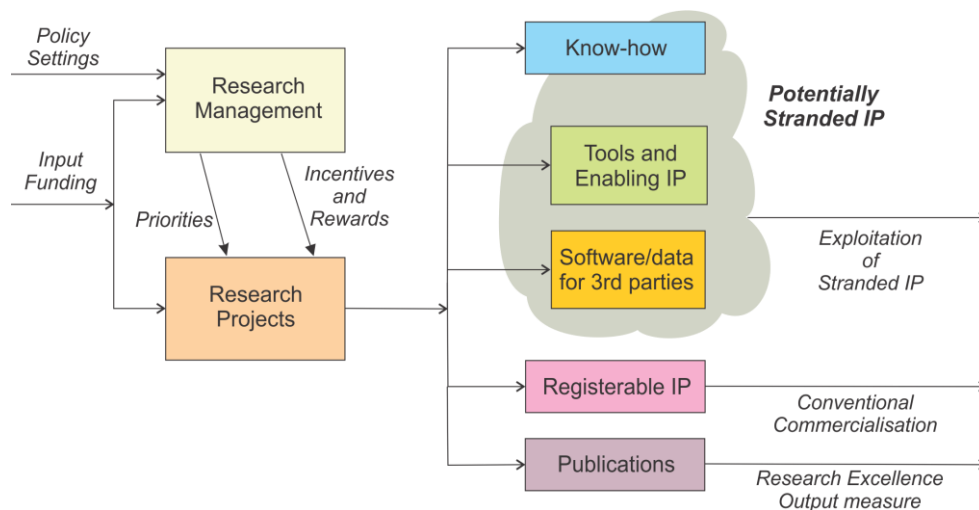 Policy
Settings
Research
Management
Input
Funding
Priorities
Incentives
and
Rewards
Research
Projects
Know-how
Potentially
Stranded IP
Tools and
Enabling IP
Software/data
for 3rd parties
Exploitation
of
Stranded IP
Registerable IP
Conventional
Commercialisation
Publications
Research Excellence
Output measure